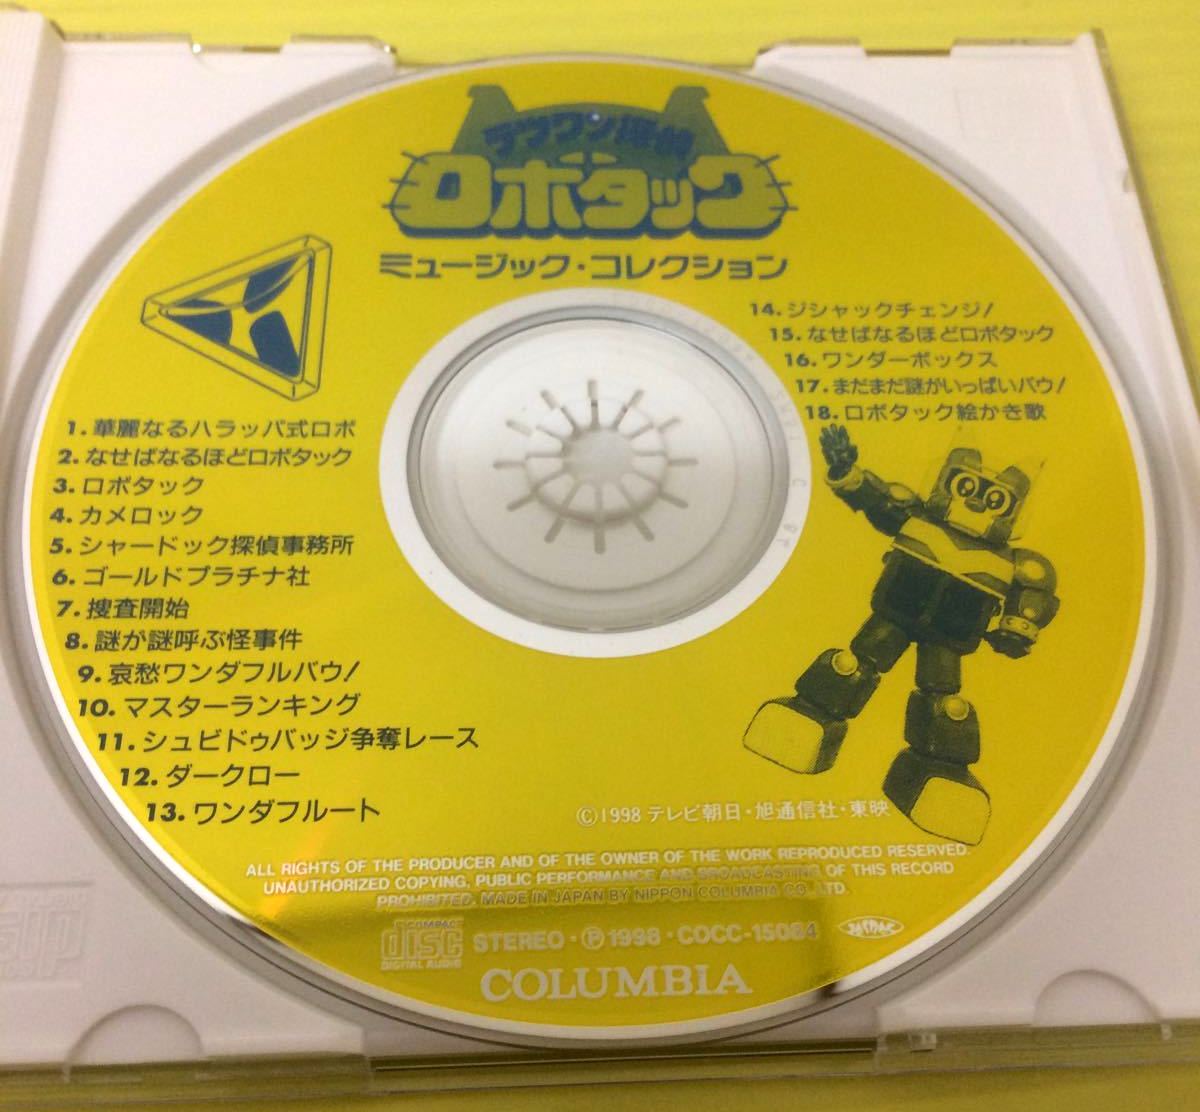 テツワン探偵
ロボタック
ミュージック・コレクション
1. 華麗なるハラッパ式ロボ
2. なせばなるほどロボタック
3. ロボタック
4. カメロック
5. シャードック探偵事務所
6. ゴールドプラチナ社
7. 捜査開始
8. 謎が謎呼ぶ怪事件
9. 哀愁ワンダフルバウ!
10. マスターランキング
11. シュビドゥバッジ争奪レース
12. ダークロー
13. ワンダフルート
14. ジシャックチェンジ!
15. なせばなるほどロボタック
16. ワンダーボックス
17. まだまだ謎がいっぱいバウ!
18. ロボタック絵かき歌
©1998 テレビ朝日・旭通信社・東映
ALL RIGHTS OF THE PRODUCER AND OF THE OWNER OF THE WORK REPRODUCED RESERVED.
UNAUTHORIZED COPYING, PUBLIC PERFORMANCE AND BROADCASTING OF THIS RECORD
PROHIBITED. MADE IN JAPAN BY NIPPON COLUMBIA CO., LTD.
COMPACT
disc
DIGITAL AUDIO
STEREO・Ⓟ1998・COCC-15084
JASRAC
COLUMBIA